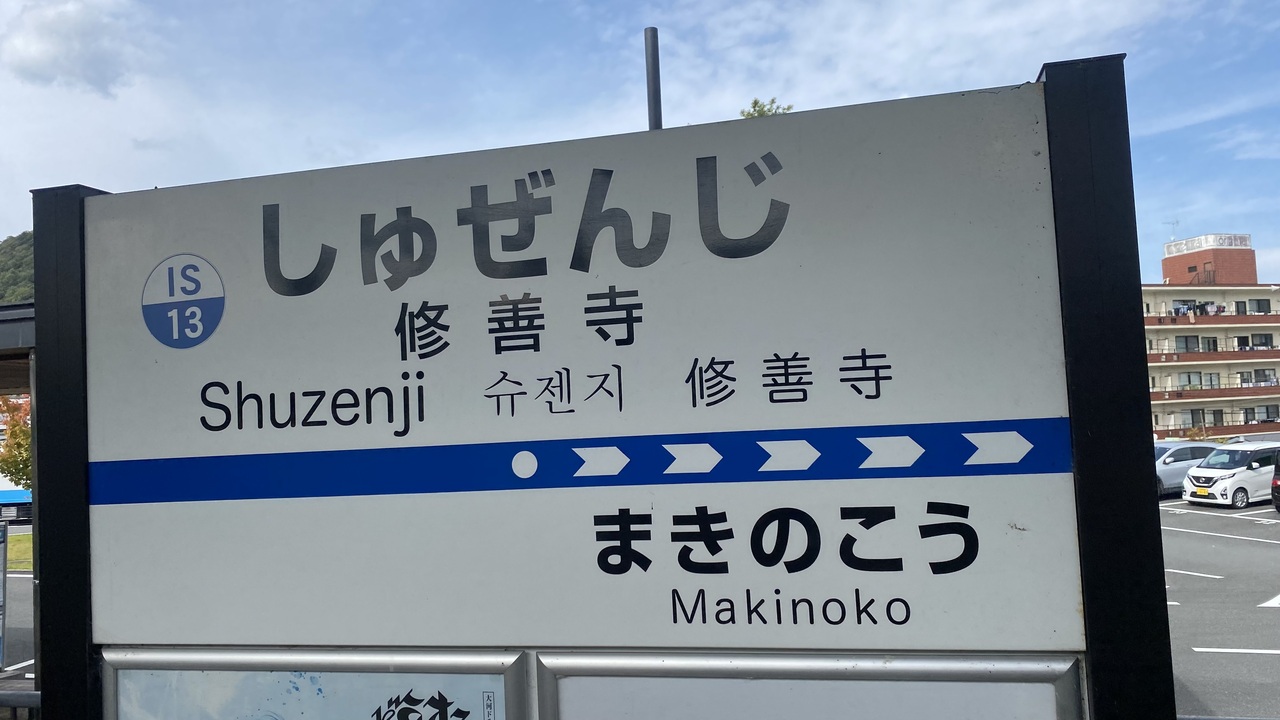 しゅぜんじ
IS
13
修善寺
Shuzenji 슈젠지 修善寺
まきのこう
Makinoko